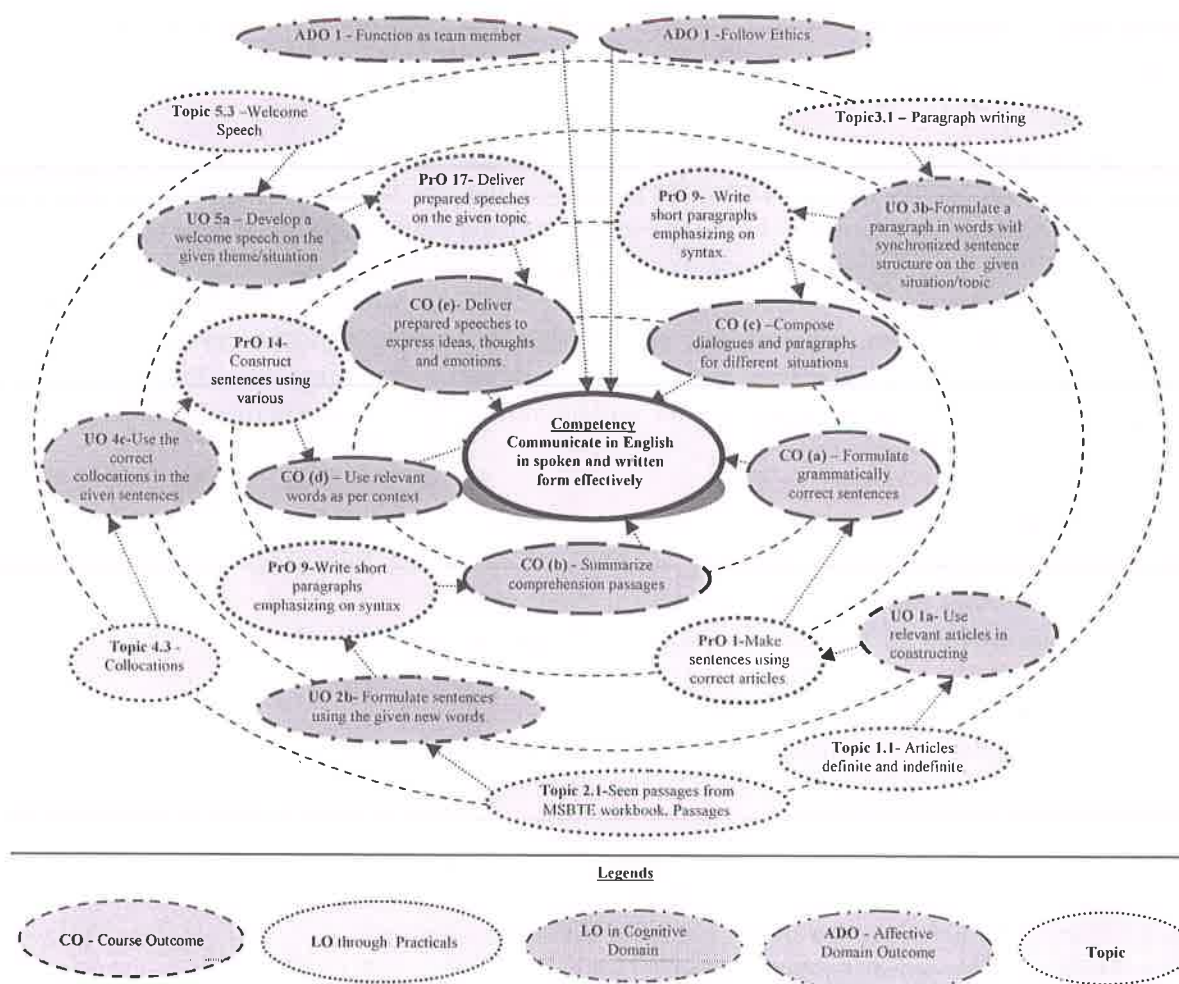 ADO 1 - Function as team member
ADO 1 -Follow Ethics
Topic 5.3 –Welcome
Speech
Topic3.1 – Paragraph writing
PrO 17- Deliver
prepared speeches
on the given topic.
PrO 9- Write
short paragraphs
emphasizing on
syntax.
UO 5a – Develop a
welcome speech on the
given theme/situation
UO 3b-Formulate a
paragraph in words with
synchronized sentence
structure on the given
situation/topic
CO (e)- Deliver
prepared speeches to
express ideas, thoughts
and emotions.
CO (c) –Compose
dialogues and paragraphs
for different situations
PrO 14-
Construct
sentences using
various
Competency
Communicate in English
in spoken and written
form effectively
UO 4c-Use the
correct
collocations in the
given sentences
CO (d) – Use relevant
words as per context.
CO (a) – Formulate
grammatically
correct sentences
PrO 9-Write short
paragraphs
emphasizing on syntax
CO (b) - Summarize
comprehension passages
UO 1a- Use
relevant articles in
constructing
PrO 1-Make
sentences using
correct articles
Topic 4.3 -
Collocations
UO 2b- Formulate sentences
using the given new words.
Topic 1.1- Articles
definite and indefinite
Topic 2.1-Seen passages from
MSBTE workbook. Passages
Legends
CO - Course Outcome
LO through Practicals
LO in Cognitive
Domain
ADO - Affective
Domain Outcome
Topic